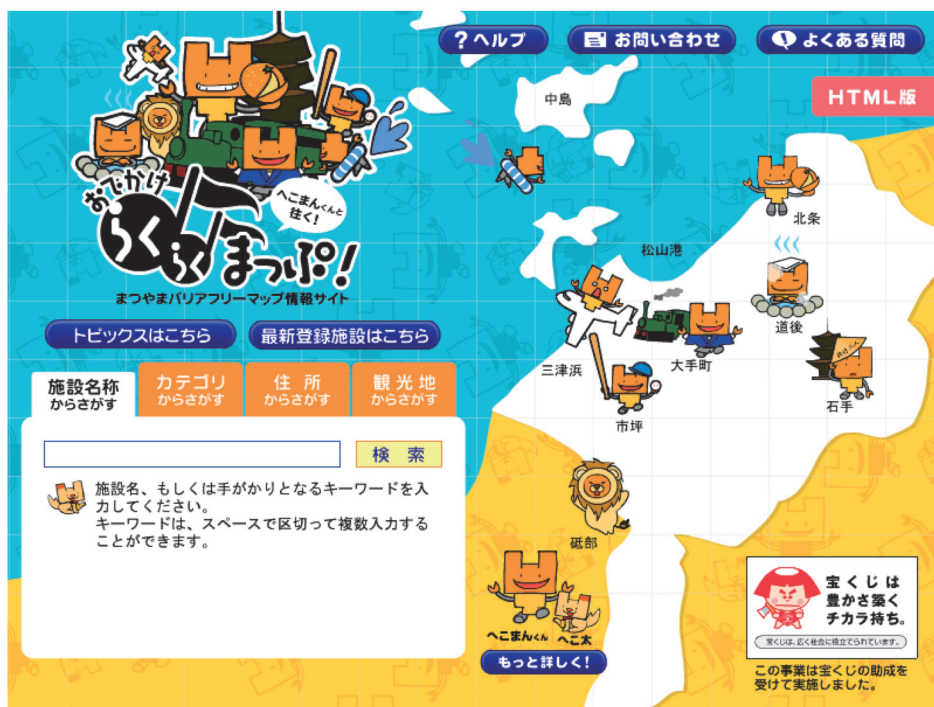 ?ヘルプ
お問い合わせ
よくある質問
HTML版
おでかけ
らくらくまっぷ!
へこまんくんと
往く!
まつやまバリアフリーマップ情報サイト
トピックスはこちら
最新登録施設はこちら
施設名称
からさがす
カテゴリ
からさがす
住所
からさがす
観光地
からさがす
検 索
施設名、もしくは手がかりとなるキーワードを入
力してください。
キーワードは、スペースで区切って複数入力する
ことができます。
中島
北条
松山港
道後
三津浜
大手町
石手
市坪
砥部
へこまんくん へこ太
もっと詳しく!
宝くじは
豊かさ築く
チカラ持ち。
宝くじは、広く社会に役立てられています。
この事業は宝くじの助成を
受けて実施しました。